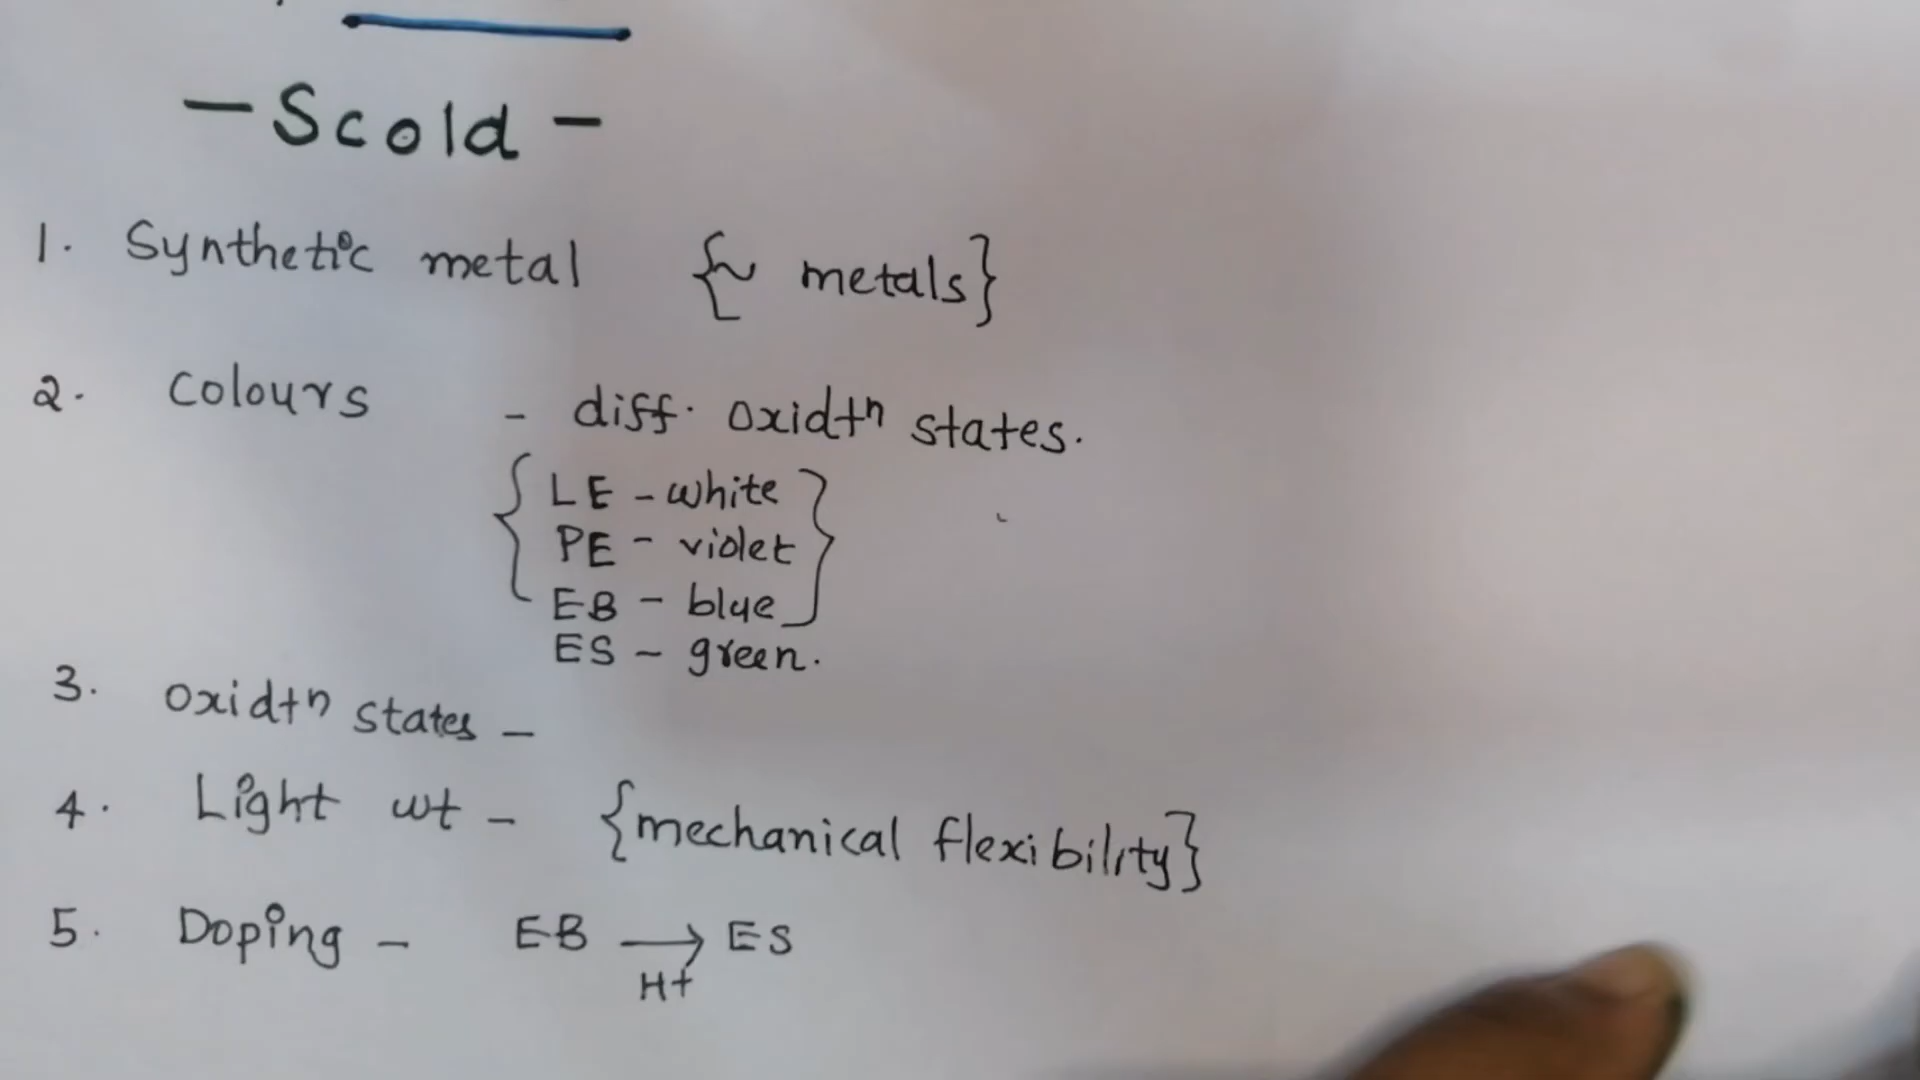 - Scold -
1. Synthetic metal {~ metals}
2. Colours - diff. oxidtn states.
{ LE - white }
PE - violet
EB - blue
ES - green.
3. oxidtn states -
4. Light wt - {mechanical flexibility}
5. Doping - EB → ES
H+